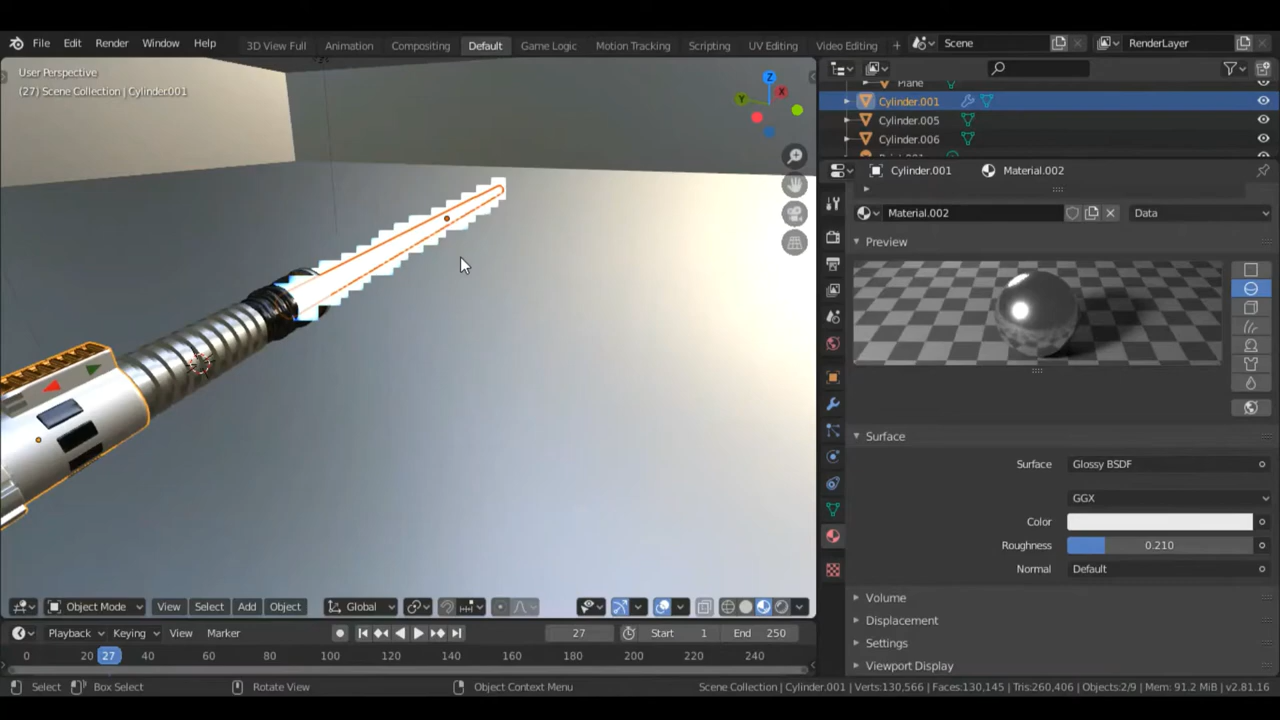 File Edit Render Window Help 3D View Full Animation Compositing Default Game Logic Motion Tracking Scripting UV Editing Video Editing + Scene RenderLayer
User Perspective
(27) Scene Collection | Cylinder.001
Z
Y
X
Plane
Cylinder.001
Cylinder.005
Cylinder.006
Cylinder.001 Material.002
Material.002 Data
Preview
Surface
Surface Glossy BSDF
GGX
Color
Roughness 0.210
Normal Default
Volume
Displacement
Settings
Viewport Display
Object Mode View Select Add Object Global
Playback Keying View Marker 27 Start 1 End 250
0 20 27 40 60 80 100 120 140 160 180 200 220 240
Select Box Select Rotate View Object Context Menu Scene Collection | Cylinder.001 | Verts:130,566 | Faces:130,145 | Tris:260,406 | Objects:2/9 | Mem: 91.2 MiB | v2.81.16